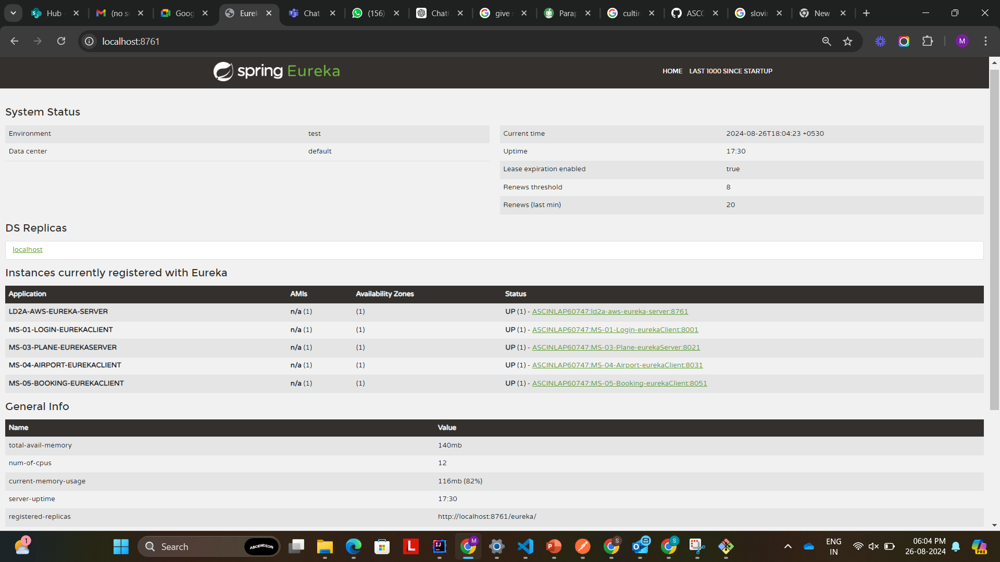 Hub
(no s
Goog
Eurek
Chat
(156)
Chat
give s
Parap
cultin
ASCG
slovin
New
localhost:8761
M
spring Eureka
HOME LAST 1000 SINCE STARTUP
System Status
Environment test
Data center default
Current time 2024-08-26T18:04:23 +0530
Uptime 17:30
Lease expiration enabled true
Renews threshold 8
Renews (last min) 20
DS Replicas
localhost
Instances currently registered with Eureka
Application AMIs Availability Zones Status
LD2A-AWS-EUREKA-SERVER n/a (1) (1) UP (1) - ASCINLAP60747:ld2a-aws-eureka-server:8761
MS-01-LOGIN-EUREKACLIENT n/a (1) (1) UP (1) - ASCINLAP60747:MS-01-Login-eurekaClient:8001
MS-03-PLANE-EUREKASERVER n/a (1) (1) UP (1) - ASCINLAP60747:MS-03-Plane-eurekaServer:8021
MS-04-AIRPORT-EUREKACLIENT n/a (1) (1) UP (1) - ASCINLAP60747:MS-04-Airport-eurekaClient:8031
MS-05-BOOKING-EUREKACLIENT n/a (1) (1) UP (1) - ASCINLAP60747:MS-05-Booking-eurekaClient:8051
General Info
Name Value
total-avail-memory 140mb
num-of-cpus 12
current-memory-usage 116mb (82%)
server-uptime 17:30
registered-replicas http://localhost:8761/eureka/
1
Search
ASCENDION
ENG
IN
06:04 PM
26-08-2024
PRE